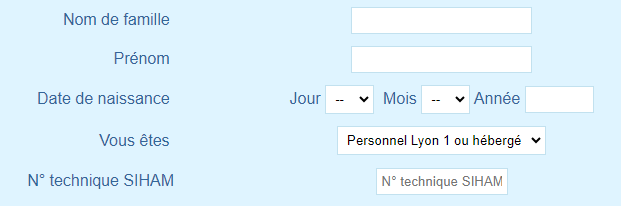 Nom de famille
Prénom
Date de naissance Jour -- Mois -- Année
Vous êtes Personnel Lyon 1 ou hébergé
N° technique SIHAM N° technique SIHAM